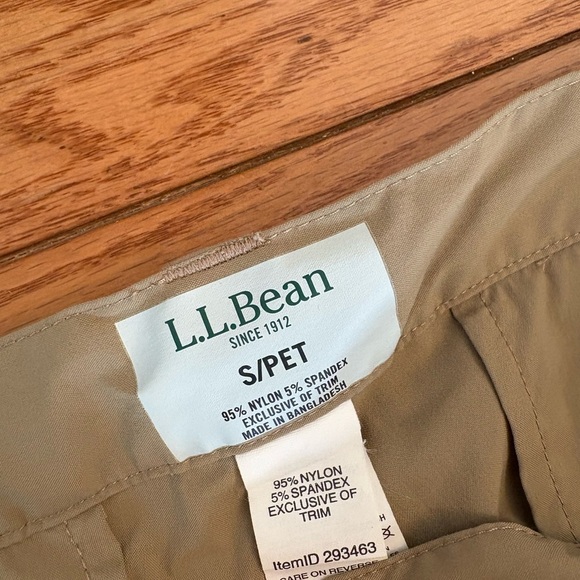 L.L.Bean
SINCE 1912
S/PET
95% NYLON 5% SPANDEX
EXCLUSIVE OF TRIM
MADE IN BANGLADESH
95% NYLON
5% SPANDEX
EXCLUSIVE OF
TRIM
H
ItemID 293463
CARE ON REVERSE